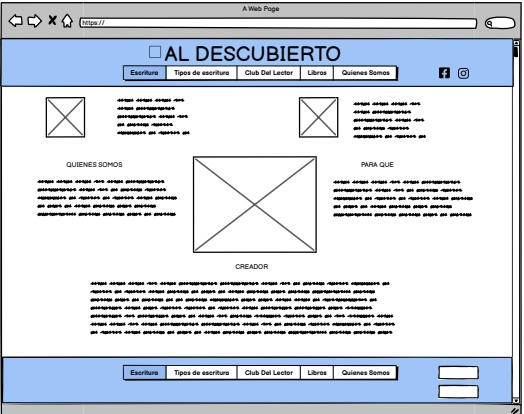 A Web Page
https://
AL DESCUBIERTO
Escritura Tipos de escritura Club Del Lector Libros Quienes Somos
QUIENES SOMOS
PARA QUE
CREADOR
Escritura Tipos de escritura Club Del Lector Libros Quienes Somos